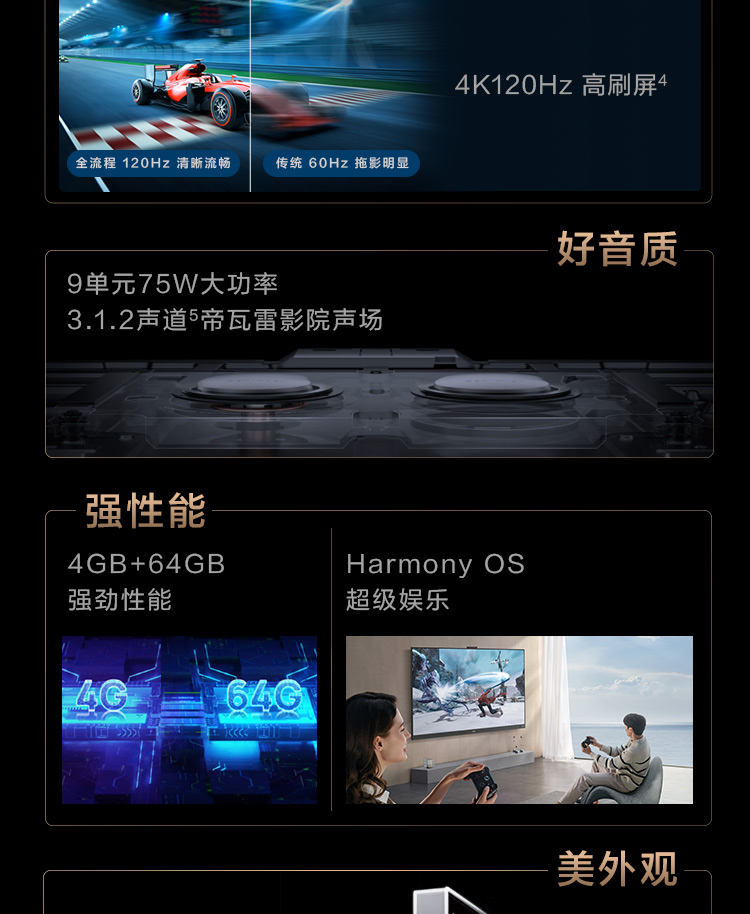 4K120Hz 高刷屏4
全流程 120Hz 清晰流畅
传统 60Hz 拖影明显
好音质
9单元75W大功率
3.1.2声道5帝瓦雷影院声场
强性能
4GB+64GB
强劲性能
Harmony OS
超级娱乐
4G
64G
美外观